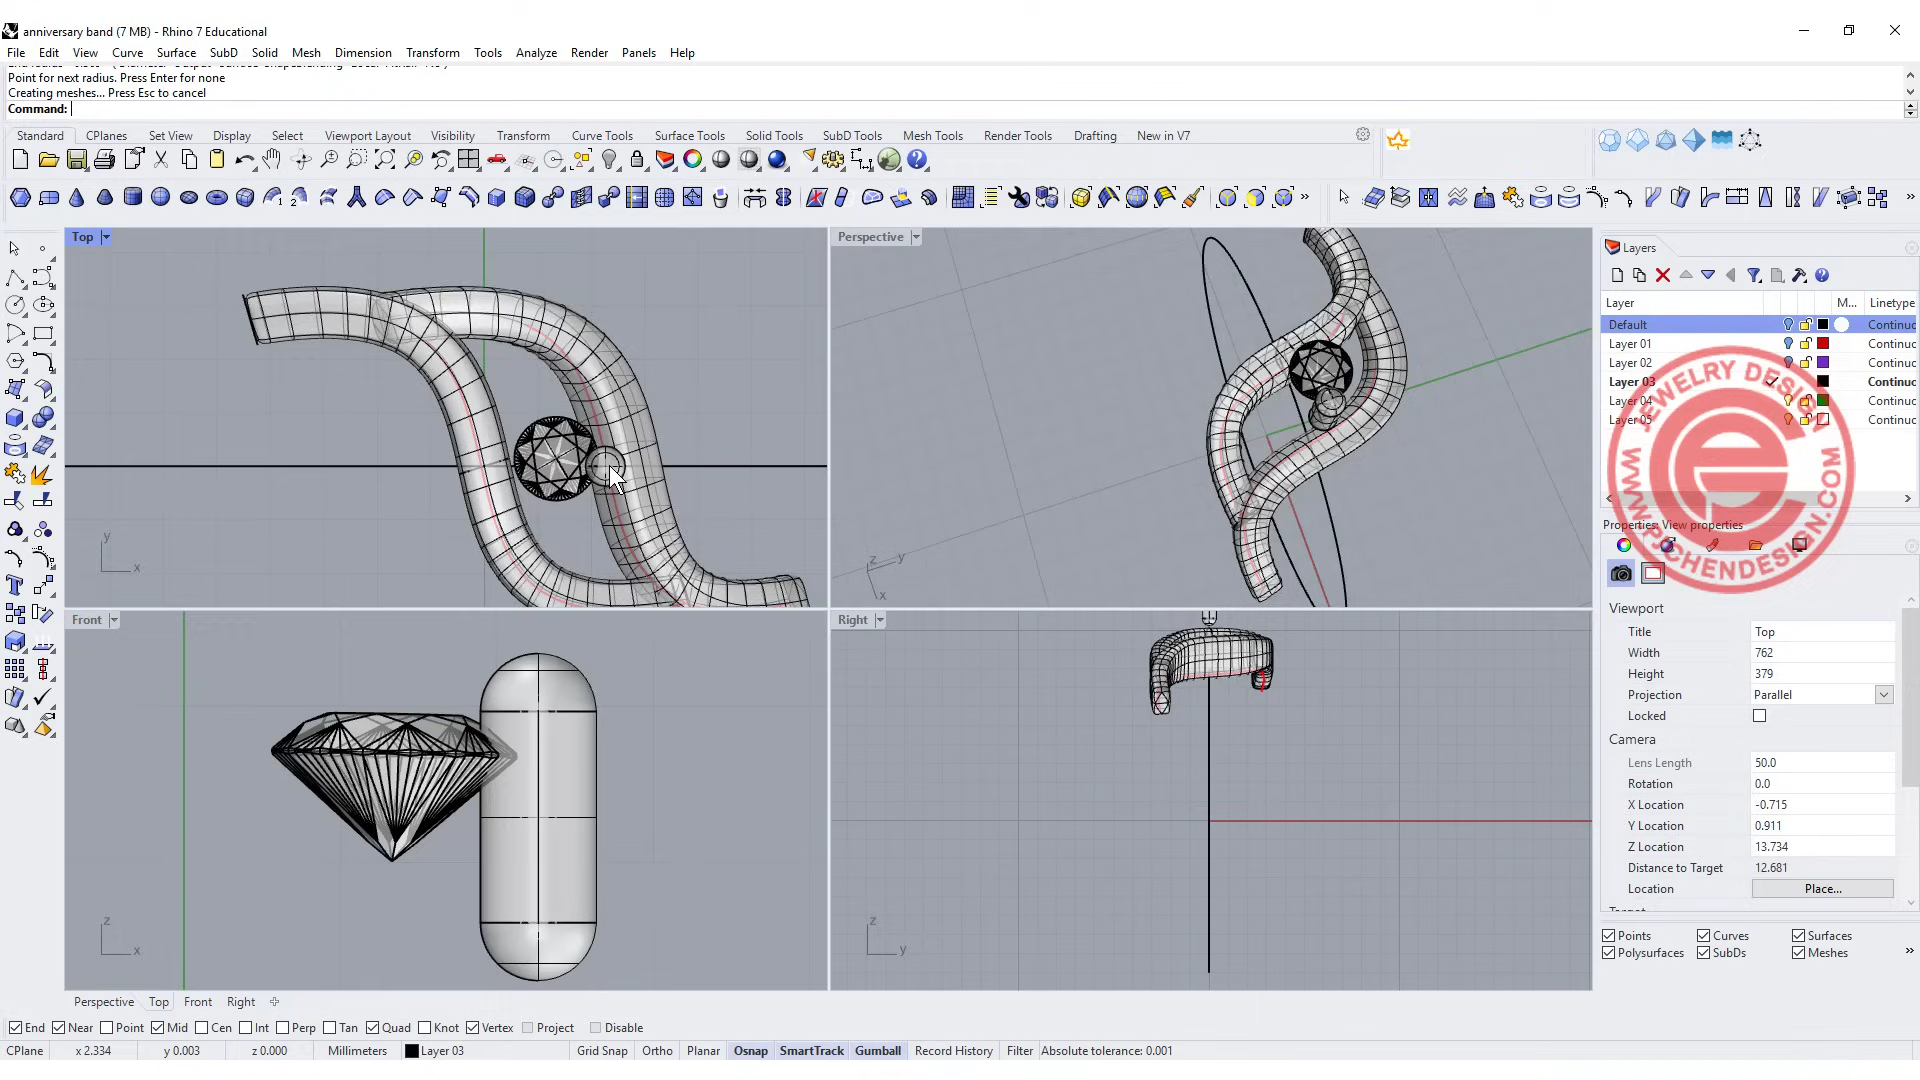 anniversary band (7 MB) - Rhino 7 Educational
File Edit View Curve Surface SubD Solid Mesh Dimension Transform Tools Analyze Render Panels Help
Point for next radius. Press Enter for none
Creating meshes... Press Esc to cancel
Command:
Standard CPlanes Set View Display Select Viewport Layout Visibility Transform Curve Tools Surface Tools Solid Tools SubD Tools Mesh Tools Render Tools Drafting New in V7
Top
Perspective
Layers
Layer M... Linetype
Default Continuc
Layer 01 Continuc
Layer 02 Continuc
Layer 03 Continuc
Layer 04 Continuc
Layer 05 Continuc
JEWELRY DESIGN
WWW.PJCHENDESIGN.COM
Properties: View properties
y
x
z
y
x
Front
Right
Viewport
Title Top
Width 762
Height 379
Projection Parallel
Locked
Camera
Lens Length 50.0
Rotation 0.0
X Location -0.715
Y Location 0.911
Z Location 13.734
Distance to Target 12.681
Location Place...
z
x
z
y
Points Curves Surfaces
Polysurfaces SubDs Meshes
Perspective Top Front Right
End Near Point Mid Cen Int Perp Tan Quad Knot Vertex Project Disable
CPlane x 2.334 y 0.003 z 0.000 Millimeters Layer 03 Grid Snap Ortho Planar Osnap SmartTrack Gumball Record History Filter Absolute tolerance: 0.001